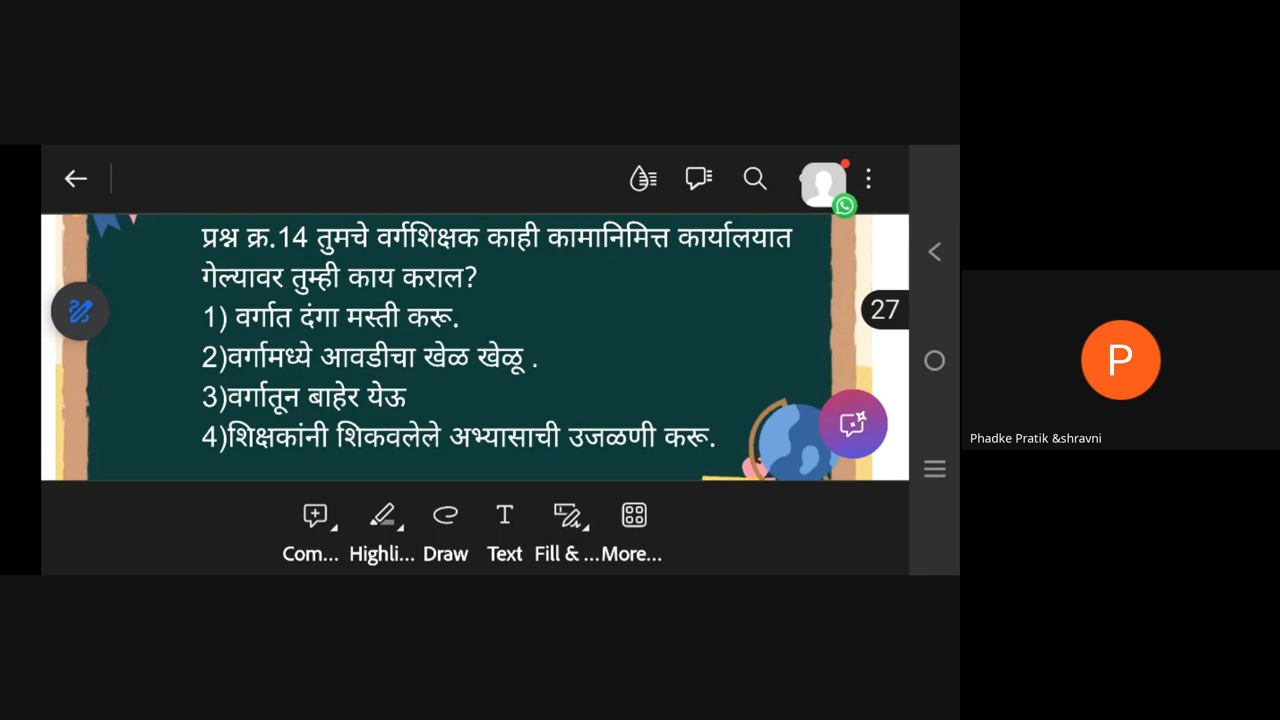 प्रश्न क्र.14 तुमचे वर्गशिक्षक काही कामानिमित्त कार्यालयात
गेल्यावर तुम्ही काय कराल?
1) वर्गात दंगा मस्ती करू.
2)वर्गामध्ये आवडीचा खेळ खेळू .
3)वर्गातून बाहेर येऊ
4)शिक्षकांनी शिकवलेले अभ्यासाची उजळणी करू.
27
Com... Highli... Draw Text Fill & ... More...
P
Phadke Pratik &shravni